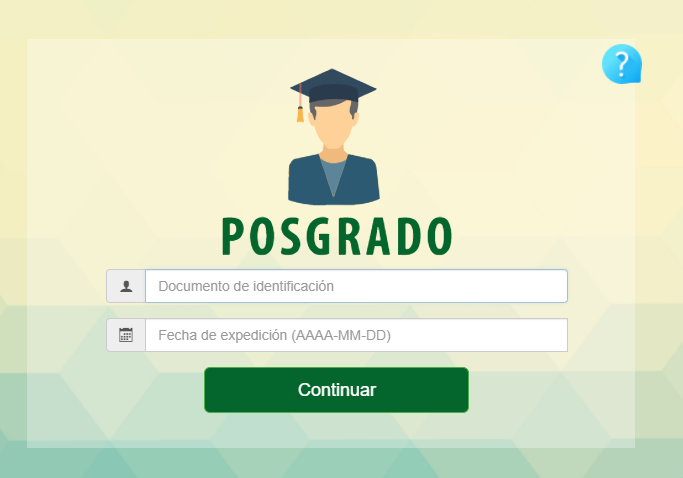 ?
POSGRADO
Documento de identificación
Fecha de expedición (AAAA-MM-DD)
Continuar